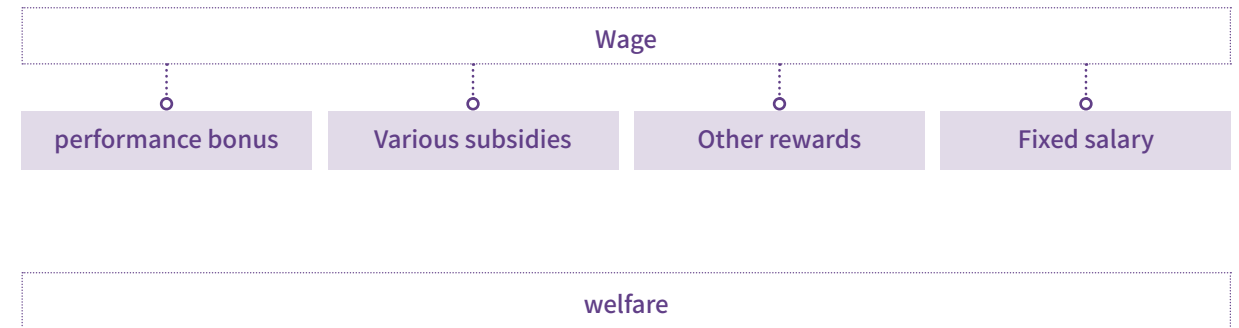 Wage
performance bonus
Various subsidies
Other rewards
Fixed salary
welfare